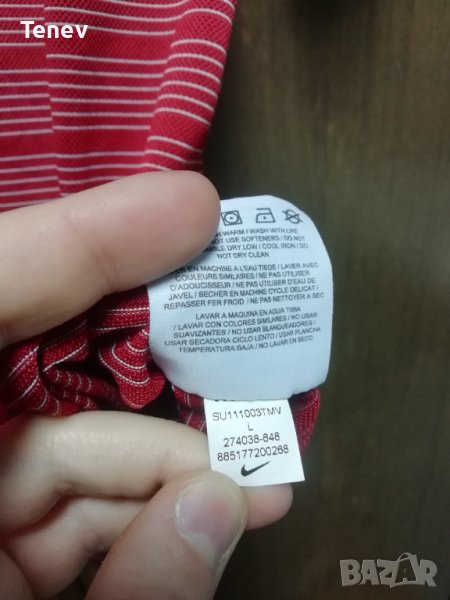 Tenev
WARM / WASH WITH LIKE
NOT USE SOFTENERS / DO NOT
DRY LOW / COOL IRON / DO
NOT DRY CLEAN
EN MACHINE A L'EAU TIEDE / LAVER AVEC
COULEURS SIMILAIRES / NE PAS UTILISER
D'ADOUCISSEUR / NE PAS UTILISER D'EAU DE
JAVEL / SECHER EN MACHINE CYCLE DELICAT /
REPASSER FER FROID / NE PAS NETTOYER A SEC
LAVAR A MAQUINA EN AGUA TIBIA
LAVAR CON COLORES SIMILARES / NO USAR
SUAVIZANTES / NO USAR BLANQUEADORES /
USAR SECADORA CICLO LENTO / USAR PLANCHA
TEMPERATURA BAJA / NO LAVAR EN SECO
SU111003TMV
L
274038-648
885177200268
BAZAR